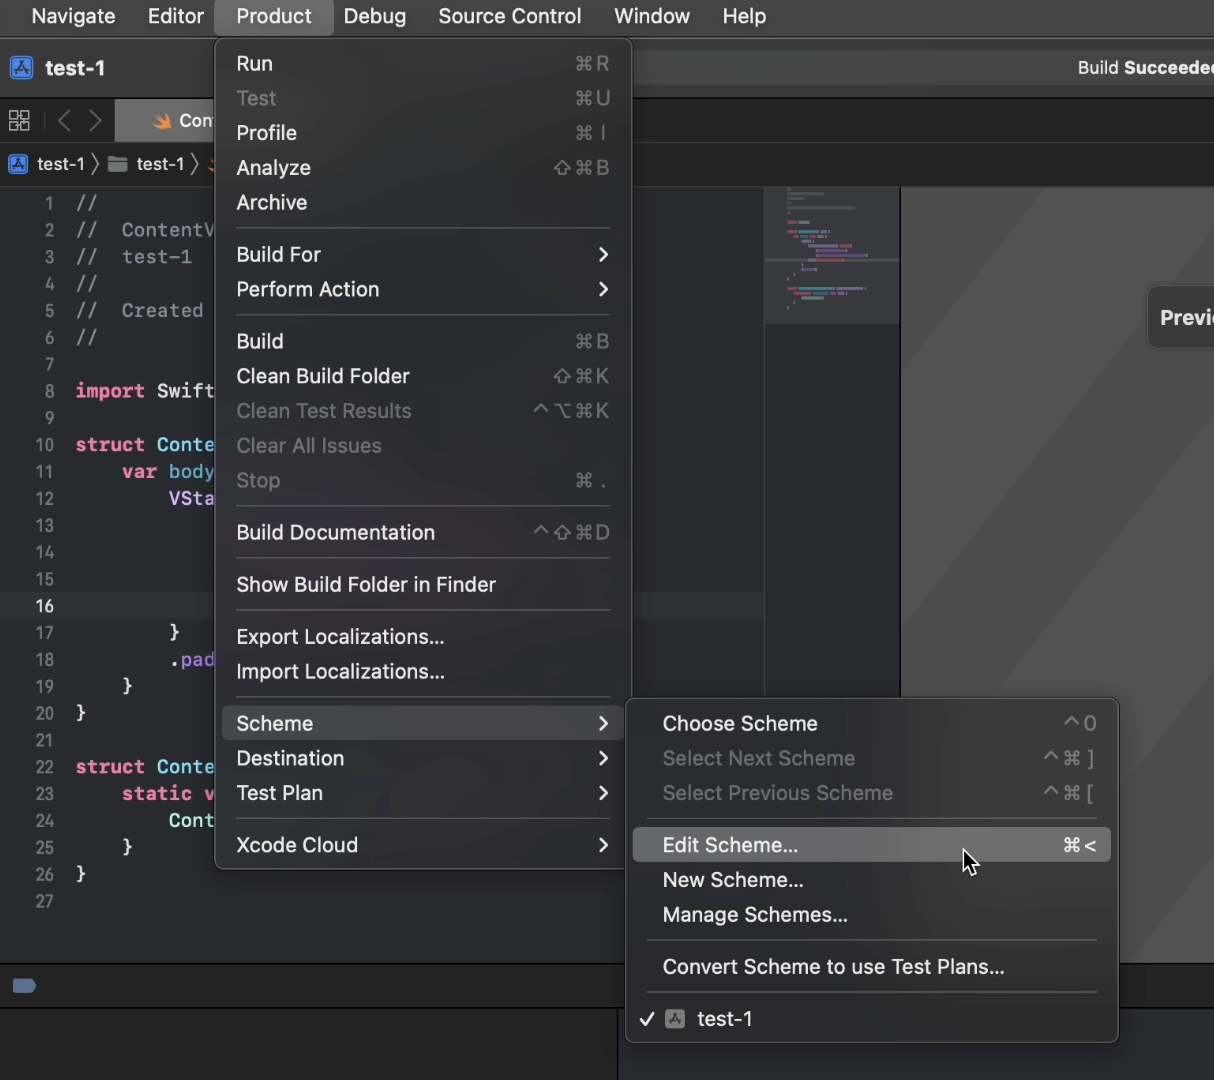 Navigate Editor Product Debug Source Control Window Help
test-1
Build Succeeded
Con
test-1 test-1
1 //
2 // ContentV
3 // test-1
4 //
5 // Created
6 //
7
8 import Swift
9
10 struct Conte
11 var body
12 VSta
13
14
15
16
17 }
18 .pad
19 }
20 }
21
22 struct Conte
23 static v
24 Cont
25 }
26 }
27
Previ
Run ⌘R
Test ⌘U
Profile ⌘I
Analyze ⇧⌘B
Archive
Build For
Perform Action
Build ⌘B
Clean Build Folder ⇧⌘K
Clean Test Results ^⌥⌘K
Clear All Issues
Stop ⌘.
Build Documentation ^⇧⌘D
Show Build Folder in Finder
Export Localizations...
Import Localizations...
Scheme
Destination
Test Plan
Xcode Cloud
Choose Scheme ^0
Select Next Scheme ^⌘]
Select Previous Scheme ^⌘[
Edit Scheme... ⌘<
New Scheme...
Manage Schemes...
Convert Scheme to use Test Plans...
✓ test-1